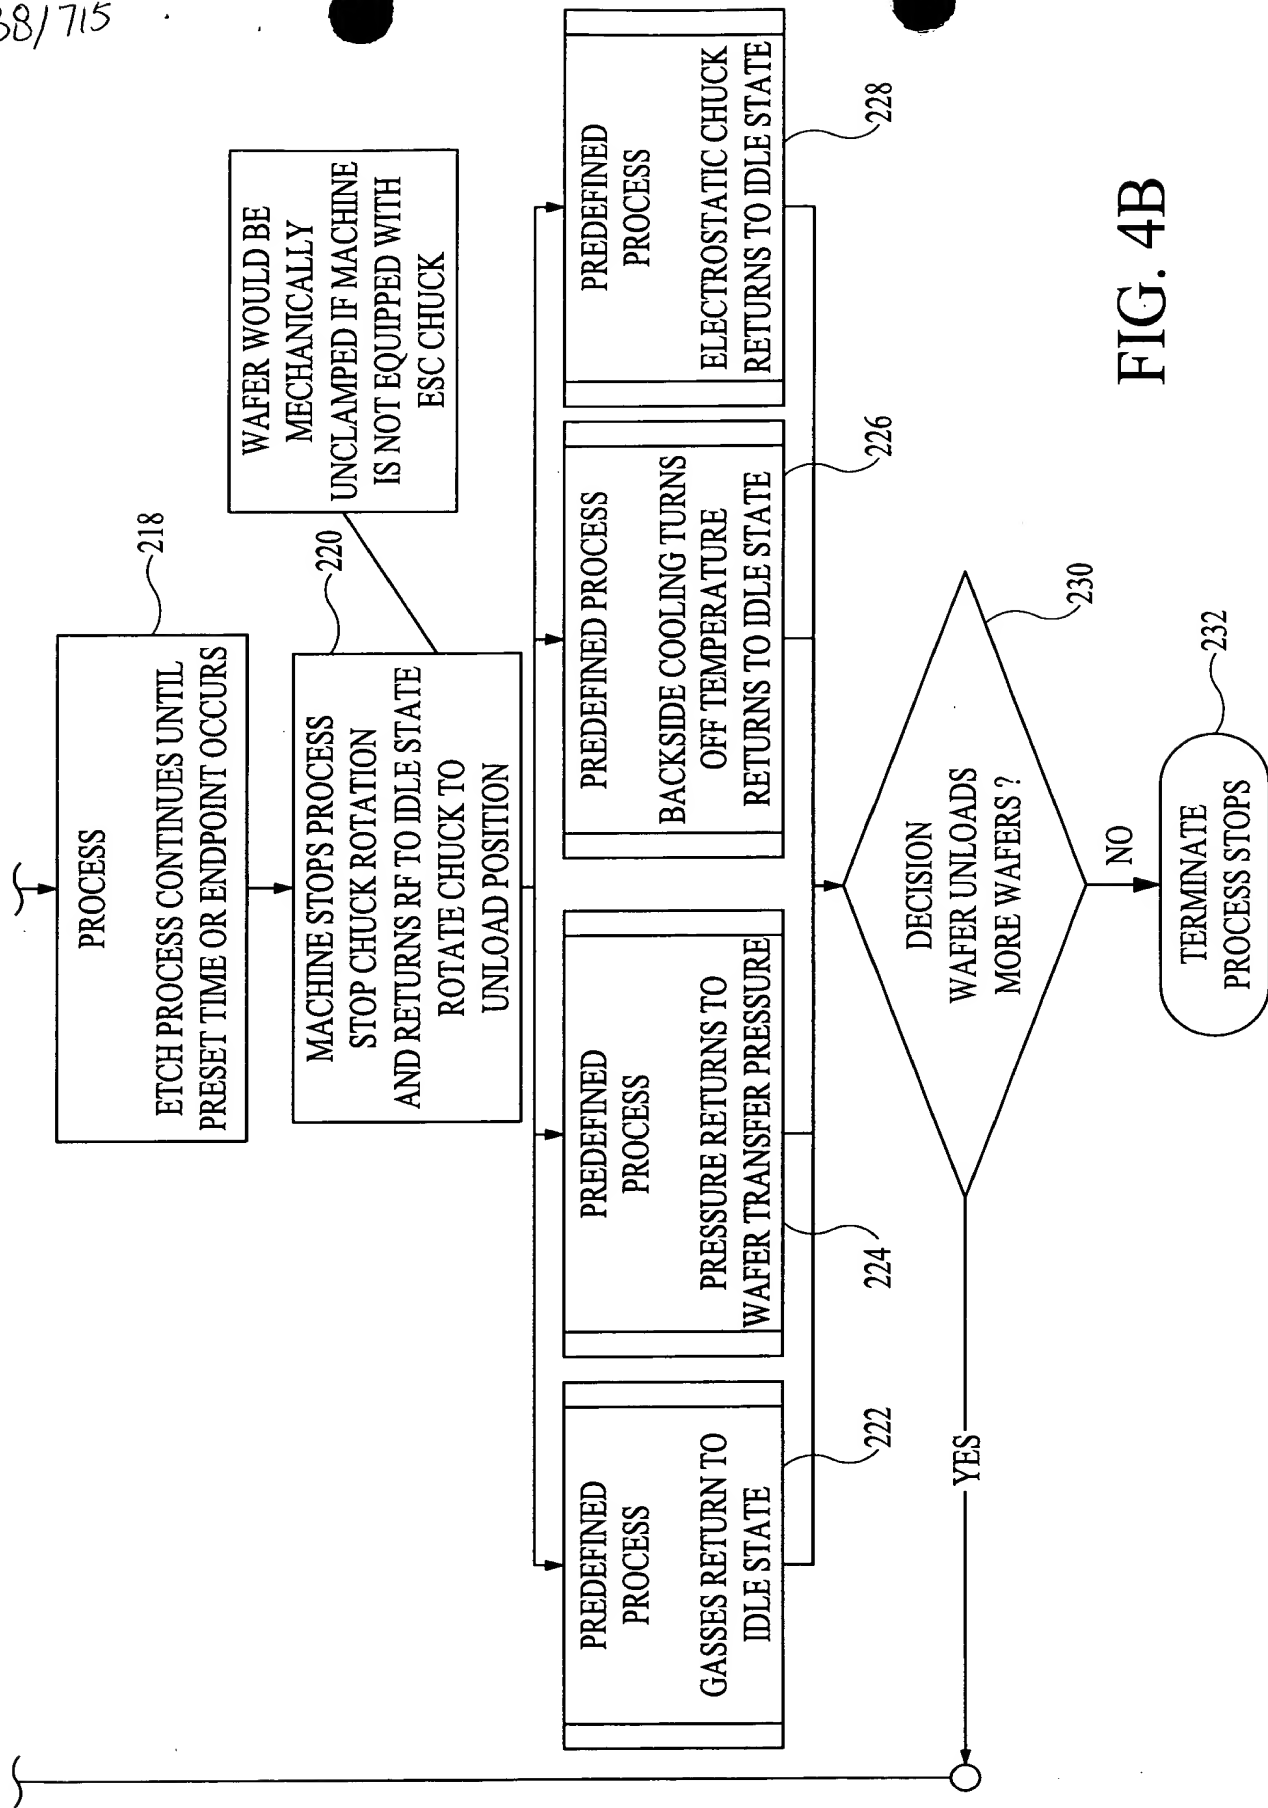 38/715
PROCESS
ETCH PROCESS CONTINUES UNTIL
PRESET TIME OR ENDPOINT OCCURS
218
MACHINE STOPS PROCESS
STOP CHUCK ROTATION
AND RETURNS RF TO IDLE STATE
ROTATE CHUCK TO
UNLOAD POSITION
220
WAFER WOULD BE
MECHANICALLY
UNCLAMPED IF MACHINE
IS NOT EQUIPPED WITH
ESC CHUCK
PREDEFINED
PROCESS
GASSES RETURN TO
IDLE STATE
222
PREDEFINED
PROCESS
PRESSURE RETURNS TO
WAFER TRANSFER PRESSURE
224
PREDEFINED PROCESS
BACKSIDE COOLING TURNS
OFF TEMPERATURE
RETURNS TO IDLE STATE
226
PREDEFINED
PROCESS
ELECTROSTATIC CHUCK
RETURNS TO IDLE STATE
228
DECISION
WAFER UNLOADS
MORE WAFERS ?
230
YES
NO
TERMINATE
PROCESS STOPS
232
FIG. 4B